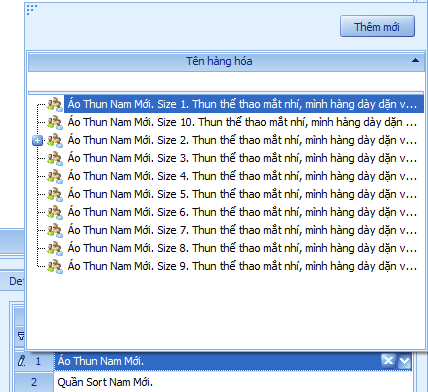 Thêm mới
Tên hàng hóa
Áo Thun Nam Mới. Size 1. Thun thể thao mắt nhí, mình hàng dày dặn v...
Áo Thun Nam Mới. Size 10. Thun thể thao mắt nhí, mình hàng dày dặn ...
Áo Thun Nam Mới. Size 2. Thun thể thao mắt nhí, mình hàng dày dặn v...
Áo Thun Nam Mới. Size 3. Thun thể thao mắt nhí, mình hàng dày dặn v...
Áo Thun Nam Mới. Size 4. Thun thể thao mắt nhí, mình hàng dày dặn v...
Áo Thun Nam Mới. Size 5. Thun thể thao mắt nhí, mình hàng dày dặn v...
Áo Thun Nam Mới. Size 6. Thun thể thao mắt nhí, mình hàng dày dặn v...
Áo Thun Nam Mới. Size 7. Thun thể thao mắt nhí, mình hàng dày dặn v...
Áo Thun Nam Mới. Size 8. Thun thể thao mắt nhí, mình hàng dày dặn v...
Áo Thun Nam Mới. Size 9. Thun thể thao mắt nhí, mình hàng dày dặn v...
1 Áo Thun Nam Mới.
2 Quần Sort Nam Mới.